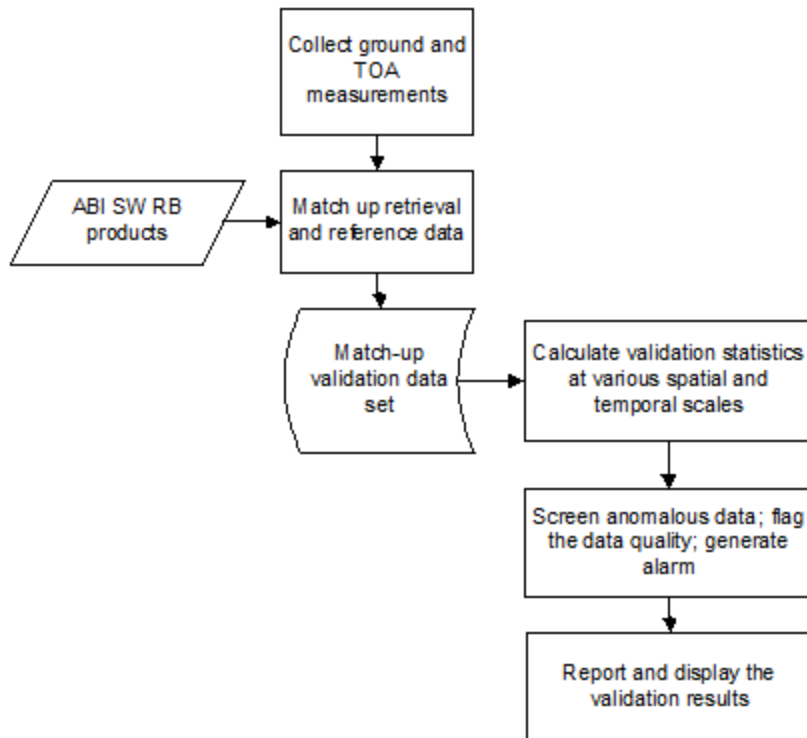 Collect ground and
TOA
measurements
ABI SW RB
products
Match up retrieval
and reference data
Match-up
validation data
set
Calculate validation statistics
at various spatial and
temporal scales
Screen anomalous data; flag
the data quality; generate
alarm
Report and display the
validation results